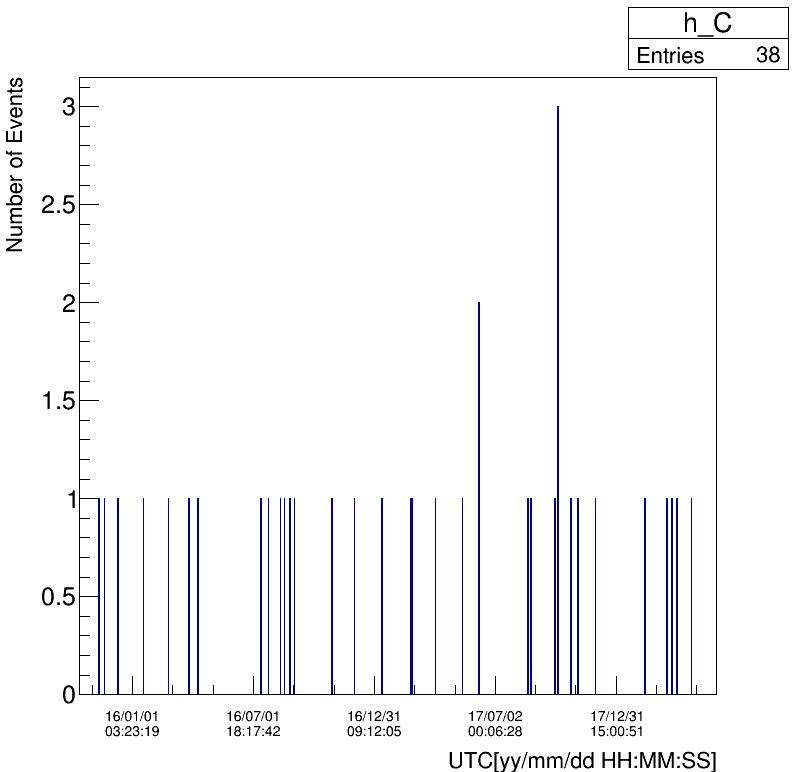 h_C
Entries 38
Number of Events
3
2.5
2
1.5
1
0.5
0
16/01/01 16/07/01 16/12/31 17/07/02 17/12/31
03:23:19 18:17:42 09:12:05 00:06:28 15:00:51
UTC[yy/mm/dd HH:MM:SS]